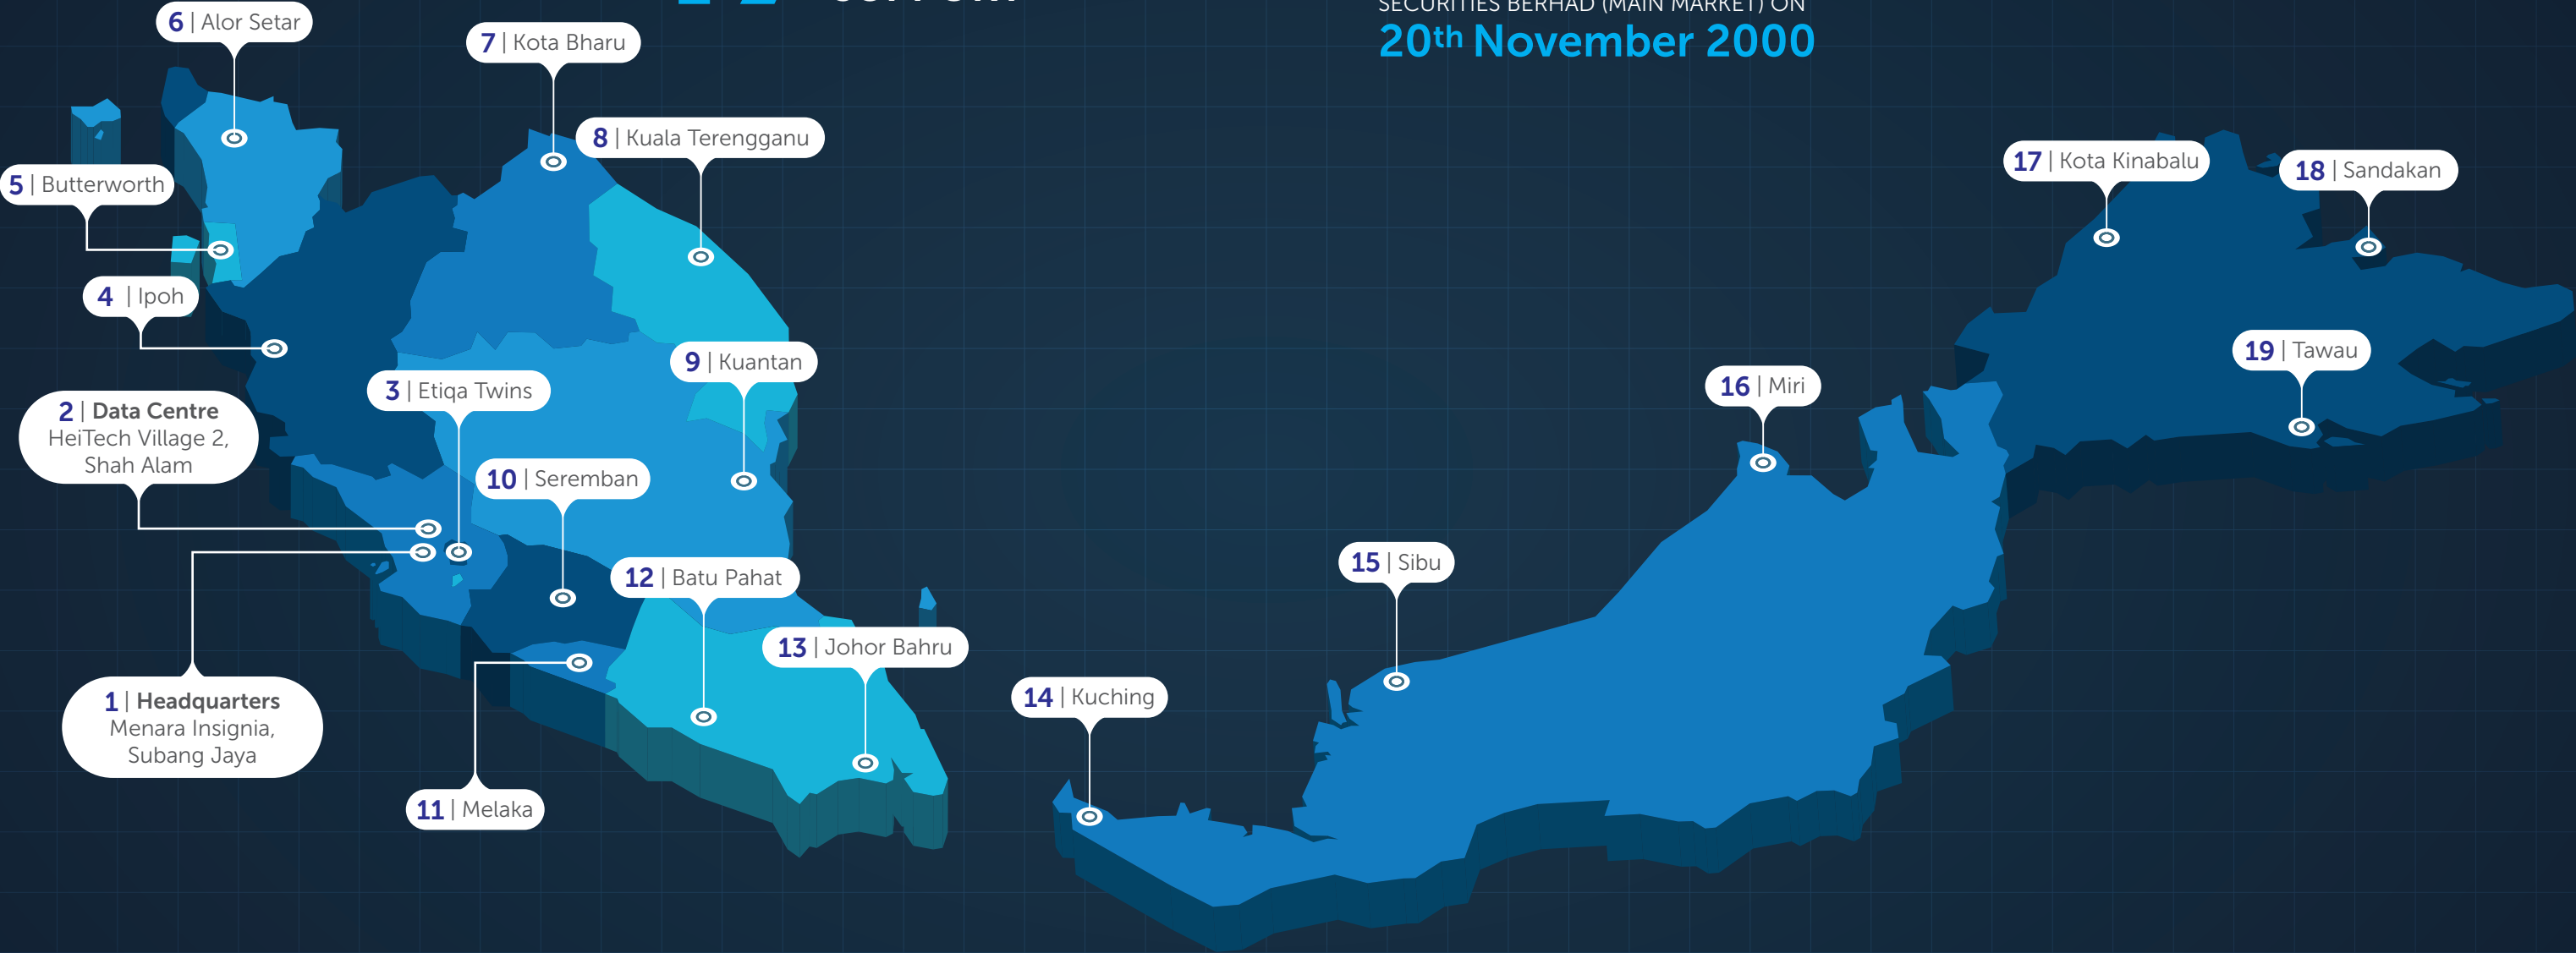 SECURITIES BERHAD (MAIN MARKET) ON
20th November 2000
6 | Alor Setar
7 | Kota Bharu
8 | Kuala Terengganu
17 | Kota Kinabalu
18 | Sandakan
5 | Butterworth
4 | Ipoh
9 | Kuantan
19 | Tawau
3 | Etiqa Twins
16 | Miri
2 | Data Centre
HeiTech Village 2,
Shah Alam
10 | Seremban
15 | Sibu
12 | Batu Pahat
13 | Johor Bahru
14 | Kuching
1 | Headquarters
Menara Insignia,
Subang Jaya
11 | Melaka